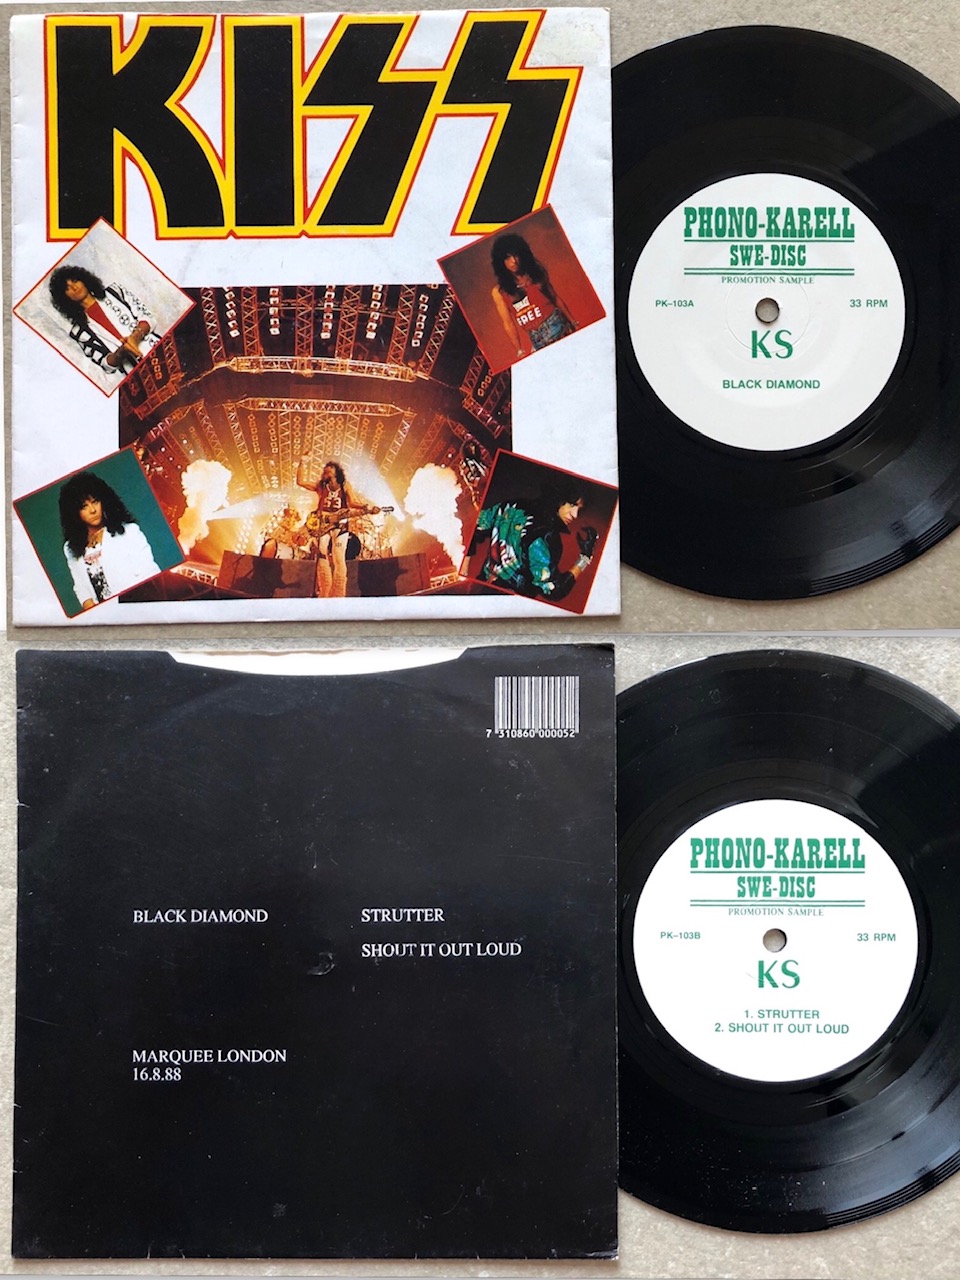 KISS
FREE
PHONO-KARELL
SWE-DISC
PROMOTION SAMPLE
PK-103A 33 RPM
KS
BLACK DIAMOND
7 310860 000052
BLACK DIAMOND STRUTTER
SHOUT IT OUT LOUD
MARQUEE LONDON
16.8.88
PHONO-KARELL
SWE-DISC
PROMOTION SAMPLE
PK-103B 33 RPM
KS
1. STRUTTER
2. SHOUT IT OUT LOUD